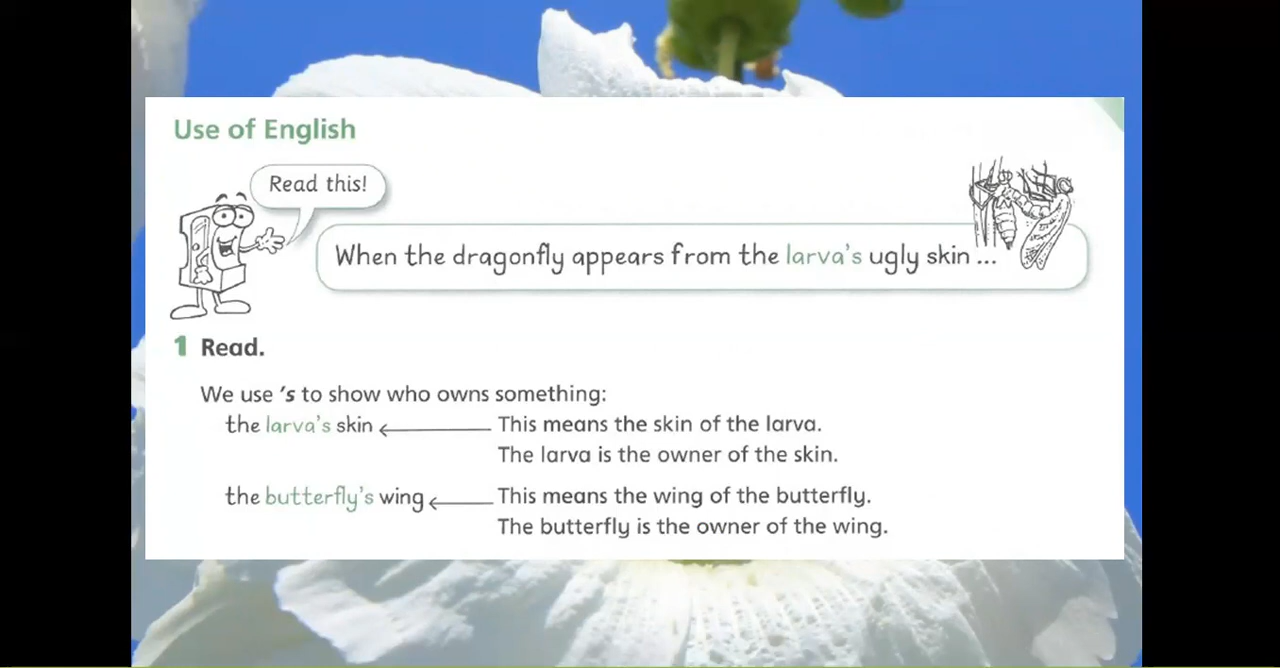 Use of English
Read this!
When the dragonfly appears from the larva's ugly skin ...
1 Read.
We use 's to show who owns something:
the larva's skin
This means the skin of the larva.
The larva is the owner of the skin.
the butterfly's wing
This means the wing of the butterfly.
The butterfly is the owner of the wing.